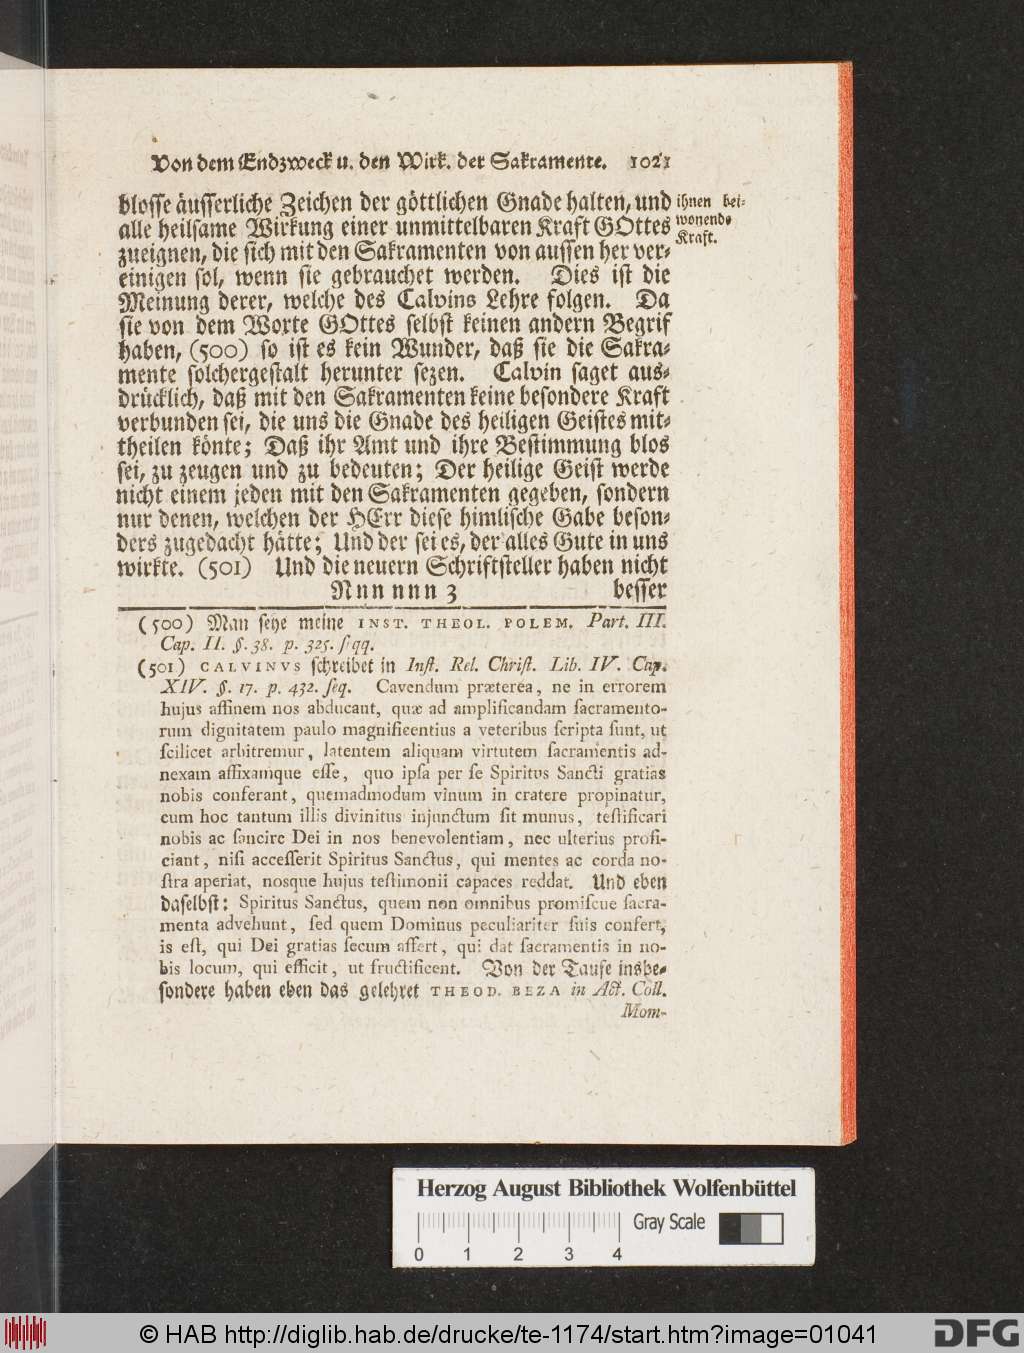 Von dem Endzweck u. den Wirk. der Sakramente. 1021
blosse äusserliche Zeichen der göttlichen Gnade halten, und
alle heilsame Wirkung einer unmittelbaren Kraft GOttes
zueignen, die sich mit den Sakramenten von aussen her ver-
einigen sol, wenn sie gebrauchet werden. Dies ist die
Meinung derer, welche des Calvins Lehre folgen. Da
sie von dem Worte GOttes selbst keinen andern Begrif
haben, (500) so ist es kein Wunder, daß sie die Sakra-
mente solchergestalt herunter sezen. Calvin saget aus-
drücklich, daß mit den Sakramenten keine besondere Kraft
verbunden sei, die uns die Gnade des heiligen Geistes mit-
theilen könte; Daß ihr Amt und ihre Bestimmung blos
sei, zu zeugen und zu bedeuten; Der heilige Geist werde
nicht einem jeden mit den Sakramenten gegeben, sondern
nur denen, welchen der HErr diese himlische Gabe beson-
ders zugedacht hätte; Und der sei es, der alles Gute in uns
wirkte. (501) Und die neuern Schriftsteller haben nicht
Nnn nnn 3 besser
ihnen bei-
wonende
Kraft.
(500) Man sehe meine INST. THEOL. POLEM. Part. III.
Cap. II. §. 38. p. 325. ſqq.
(501) CALVINVS schreibet in Inſt. Rel. Chriſt. Lib. IV. Cap.
XIV. §. 17. p. 432. ſeq. Cavendum præterea, ne in errorem
hujus affinem nos abducant, quæ ad amplificandam ſacramento-
rum dignitatem paulo magnificentius a veteribus ſcripta ſunt, ut
ſcilicet arbitremur, latentem aliquam virtutem ſacramentis ad-
nexam affixamque eſſe, quo ipſa per ſe Spiritvs Sancti gratias
nobis conferant, quemadmodum vinum in cratere propinatur,
cum hoc tantum illis divinitus injunctum ſit munus, teſtificari
nobis ac ſancire Dei in nos benevolentiam, nec ulterius profi-
ciant, niſi acceſſerit Spiritus Sanctus, qui mentes ac corda no-
ſtra aperiat, nosque hujus teſtimonii capaces reddat. Und eben
daselbst: Spiritus Sanctus, quem non omnibus promiſcue ſacra-
menta advehunt, ſed quem Dominus peculiariter ſuis confert,
is eſt, qui Dei gratias ſecum affert, qui dat ſacramentis in no-
bis locum, qui efficit, ut fructificent. Von der Taufe insbe-
sondere haben eben das gelehret THEOD. BEZA in Act. Coll.
Mom-
Herzog August Bibliothek Wolfenbüttel
Gray Scale
0 1 2 3 4
© HAB http://diglib.hab.de/drucke/te-1174/start.htm?image=01041
DFG